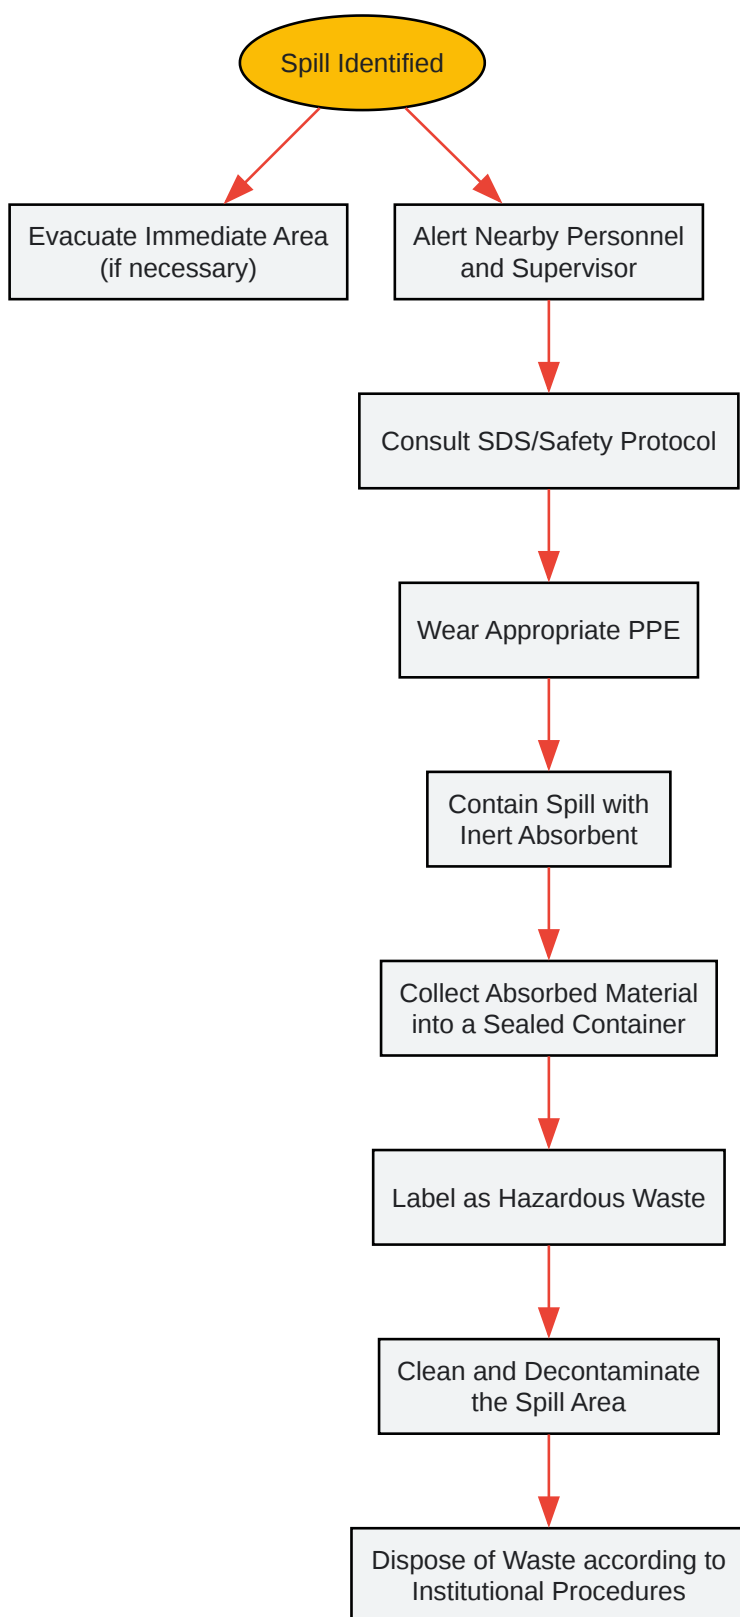 Spill Identified
Evacuate Immediate Area
(if necessary)
Alert Nearby Personnel
and Supervisor
Consult SDS/Safety Protocol
Wear Appropriate PPE
Contain Spill with
Inert Absorbent
Collect Absorbed Material
into a Sealed Container
Label as Hazardous Waste
Clean and Decontaminate
the Spill Area
Dispose of Waste according to
Institutional Procedures